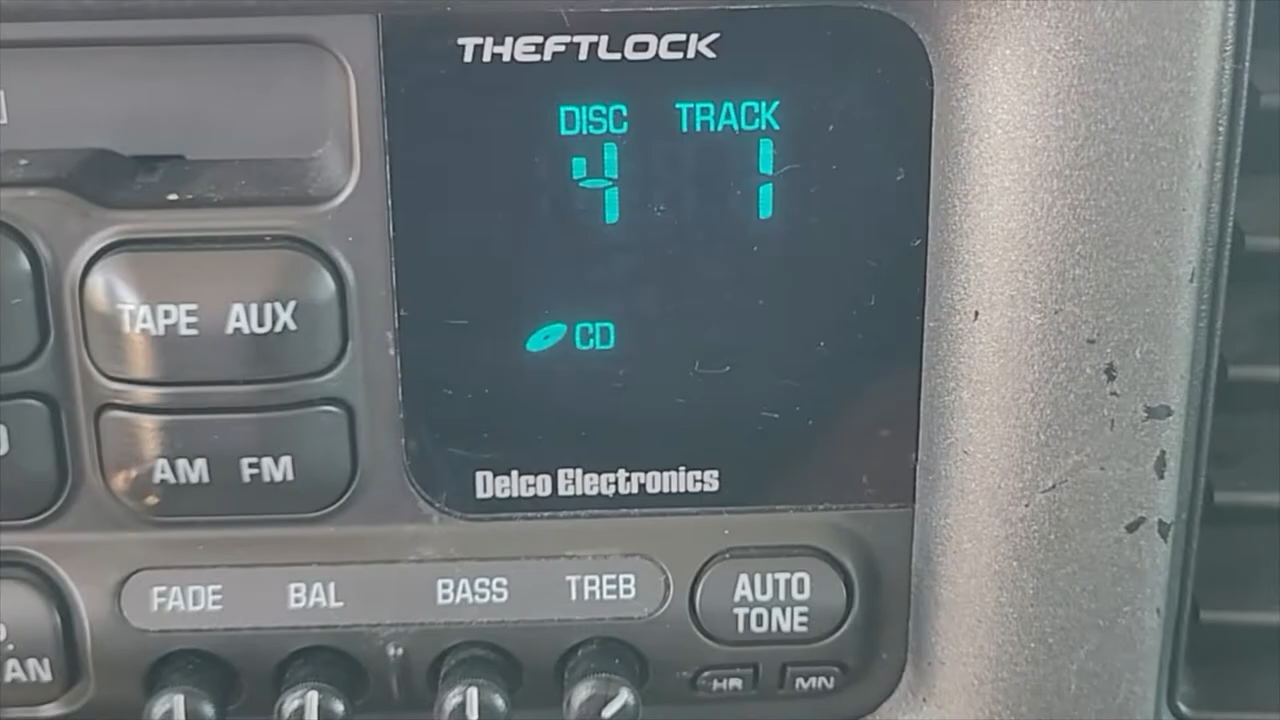 THEFTLOCK
DISC TRACK
4 1
TAPE AUX
CD
AM FM
Delco Electronics
FADE BAL BASS TREB
AUTO
TONE
AN
HR MN